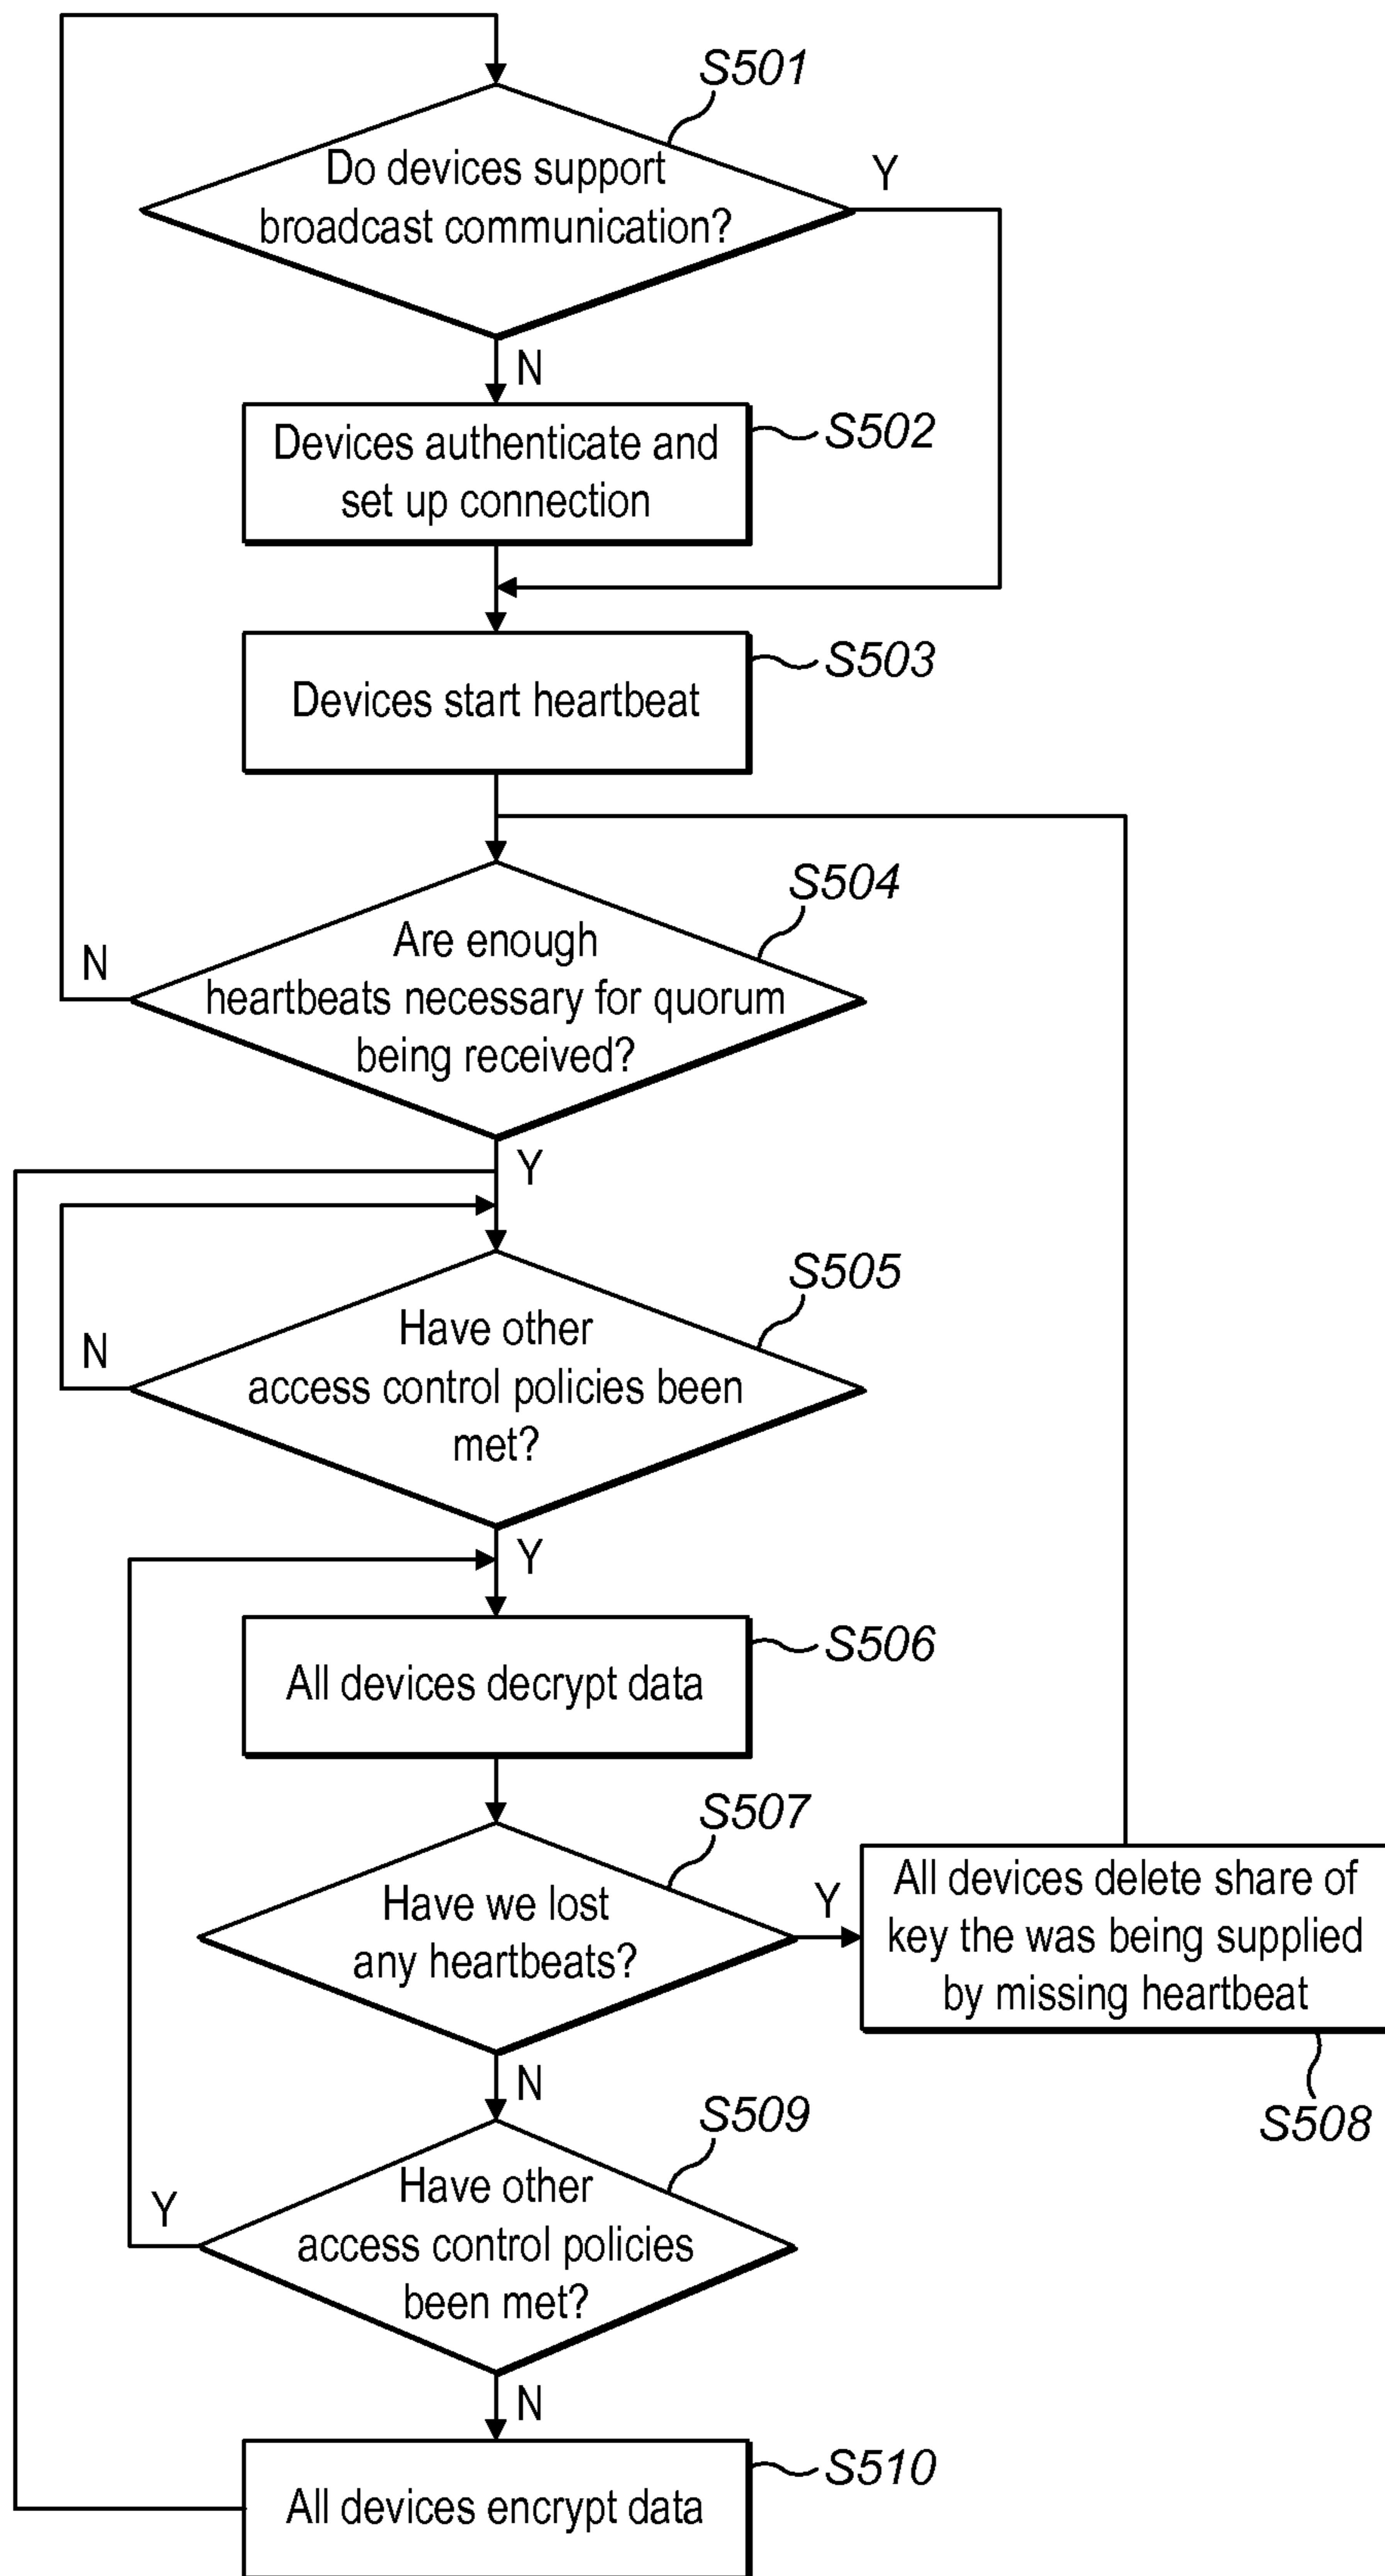 S501
Do devices support
broadcast communication?
Y
N
Devices authenticate and
set up connection
S502
Devices start heartbeat
S503
S504
Are enough
heartbeats necessary for quorum
being received?
N
Y
S505
Have other
access control policies been
met?
N
Y
All devices decrypt data
S506
S507
Have we lost
any heartbeats?
Y
All devices delete share of
key the was being supplied
by missing heartbeat
S508
N
S509
Have other
access control policies
been met?
Y
N
All devices encrypt data
S510